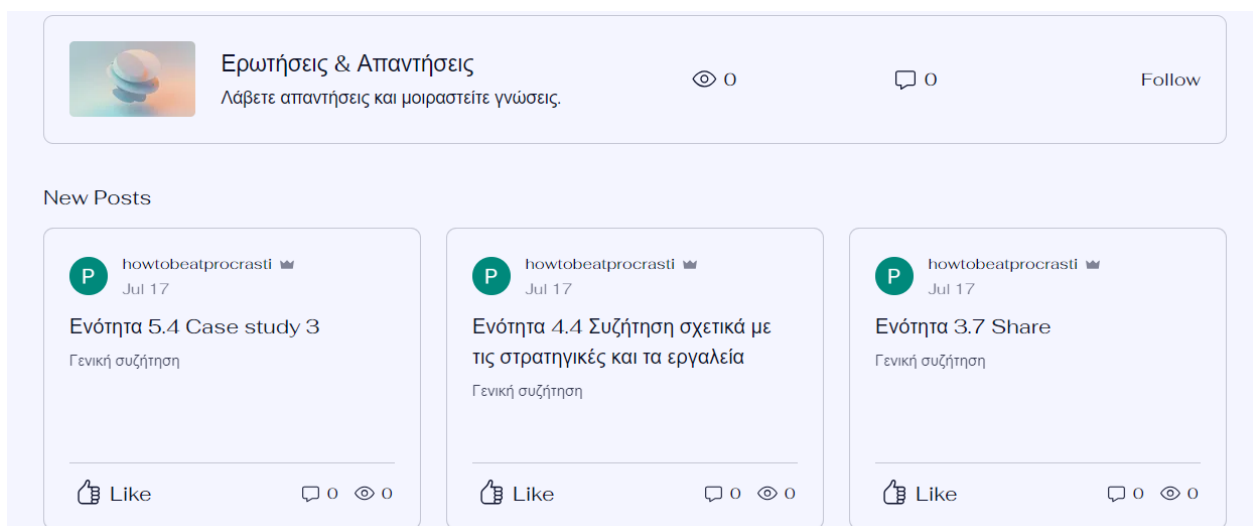 Ερωτήσεις & Απαντήσεις
Λάβετε απαντήσεις και μοιραστείτε γνώσεις.
0
0
Follow
New Posts
P
howtobeatprocrasti
Jul 17
Ενότητα 5.4 Case study 3
Γενική συζήτηση
Like
0
0
P
howtobeatprocrasti
Jul 17
Ενότητα 4.4 Συζήτηση σχετικά με
τις στρατηγικές και τα εργαλεία
Γενική συζήτηση
Like
0
0
P
howtobeatprocrasti
Jul 17
Ενότητα 3.7 Share
Γενική συζήτηση
Like
0
0